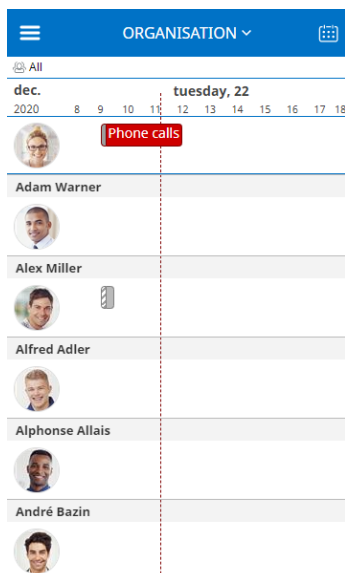 ORGANISATION
All
dec. tuesday, 22
2020 8 9 10 11 12 13 14 15 16 17 18
Phone calls
Adam Warner
Alex Miller
Alfred Adler
Alphonse Allais
André Bazin